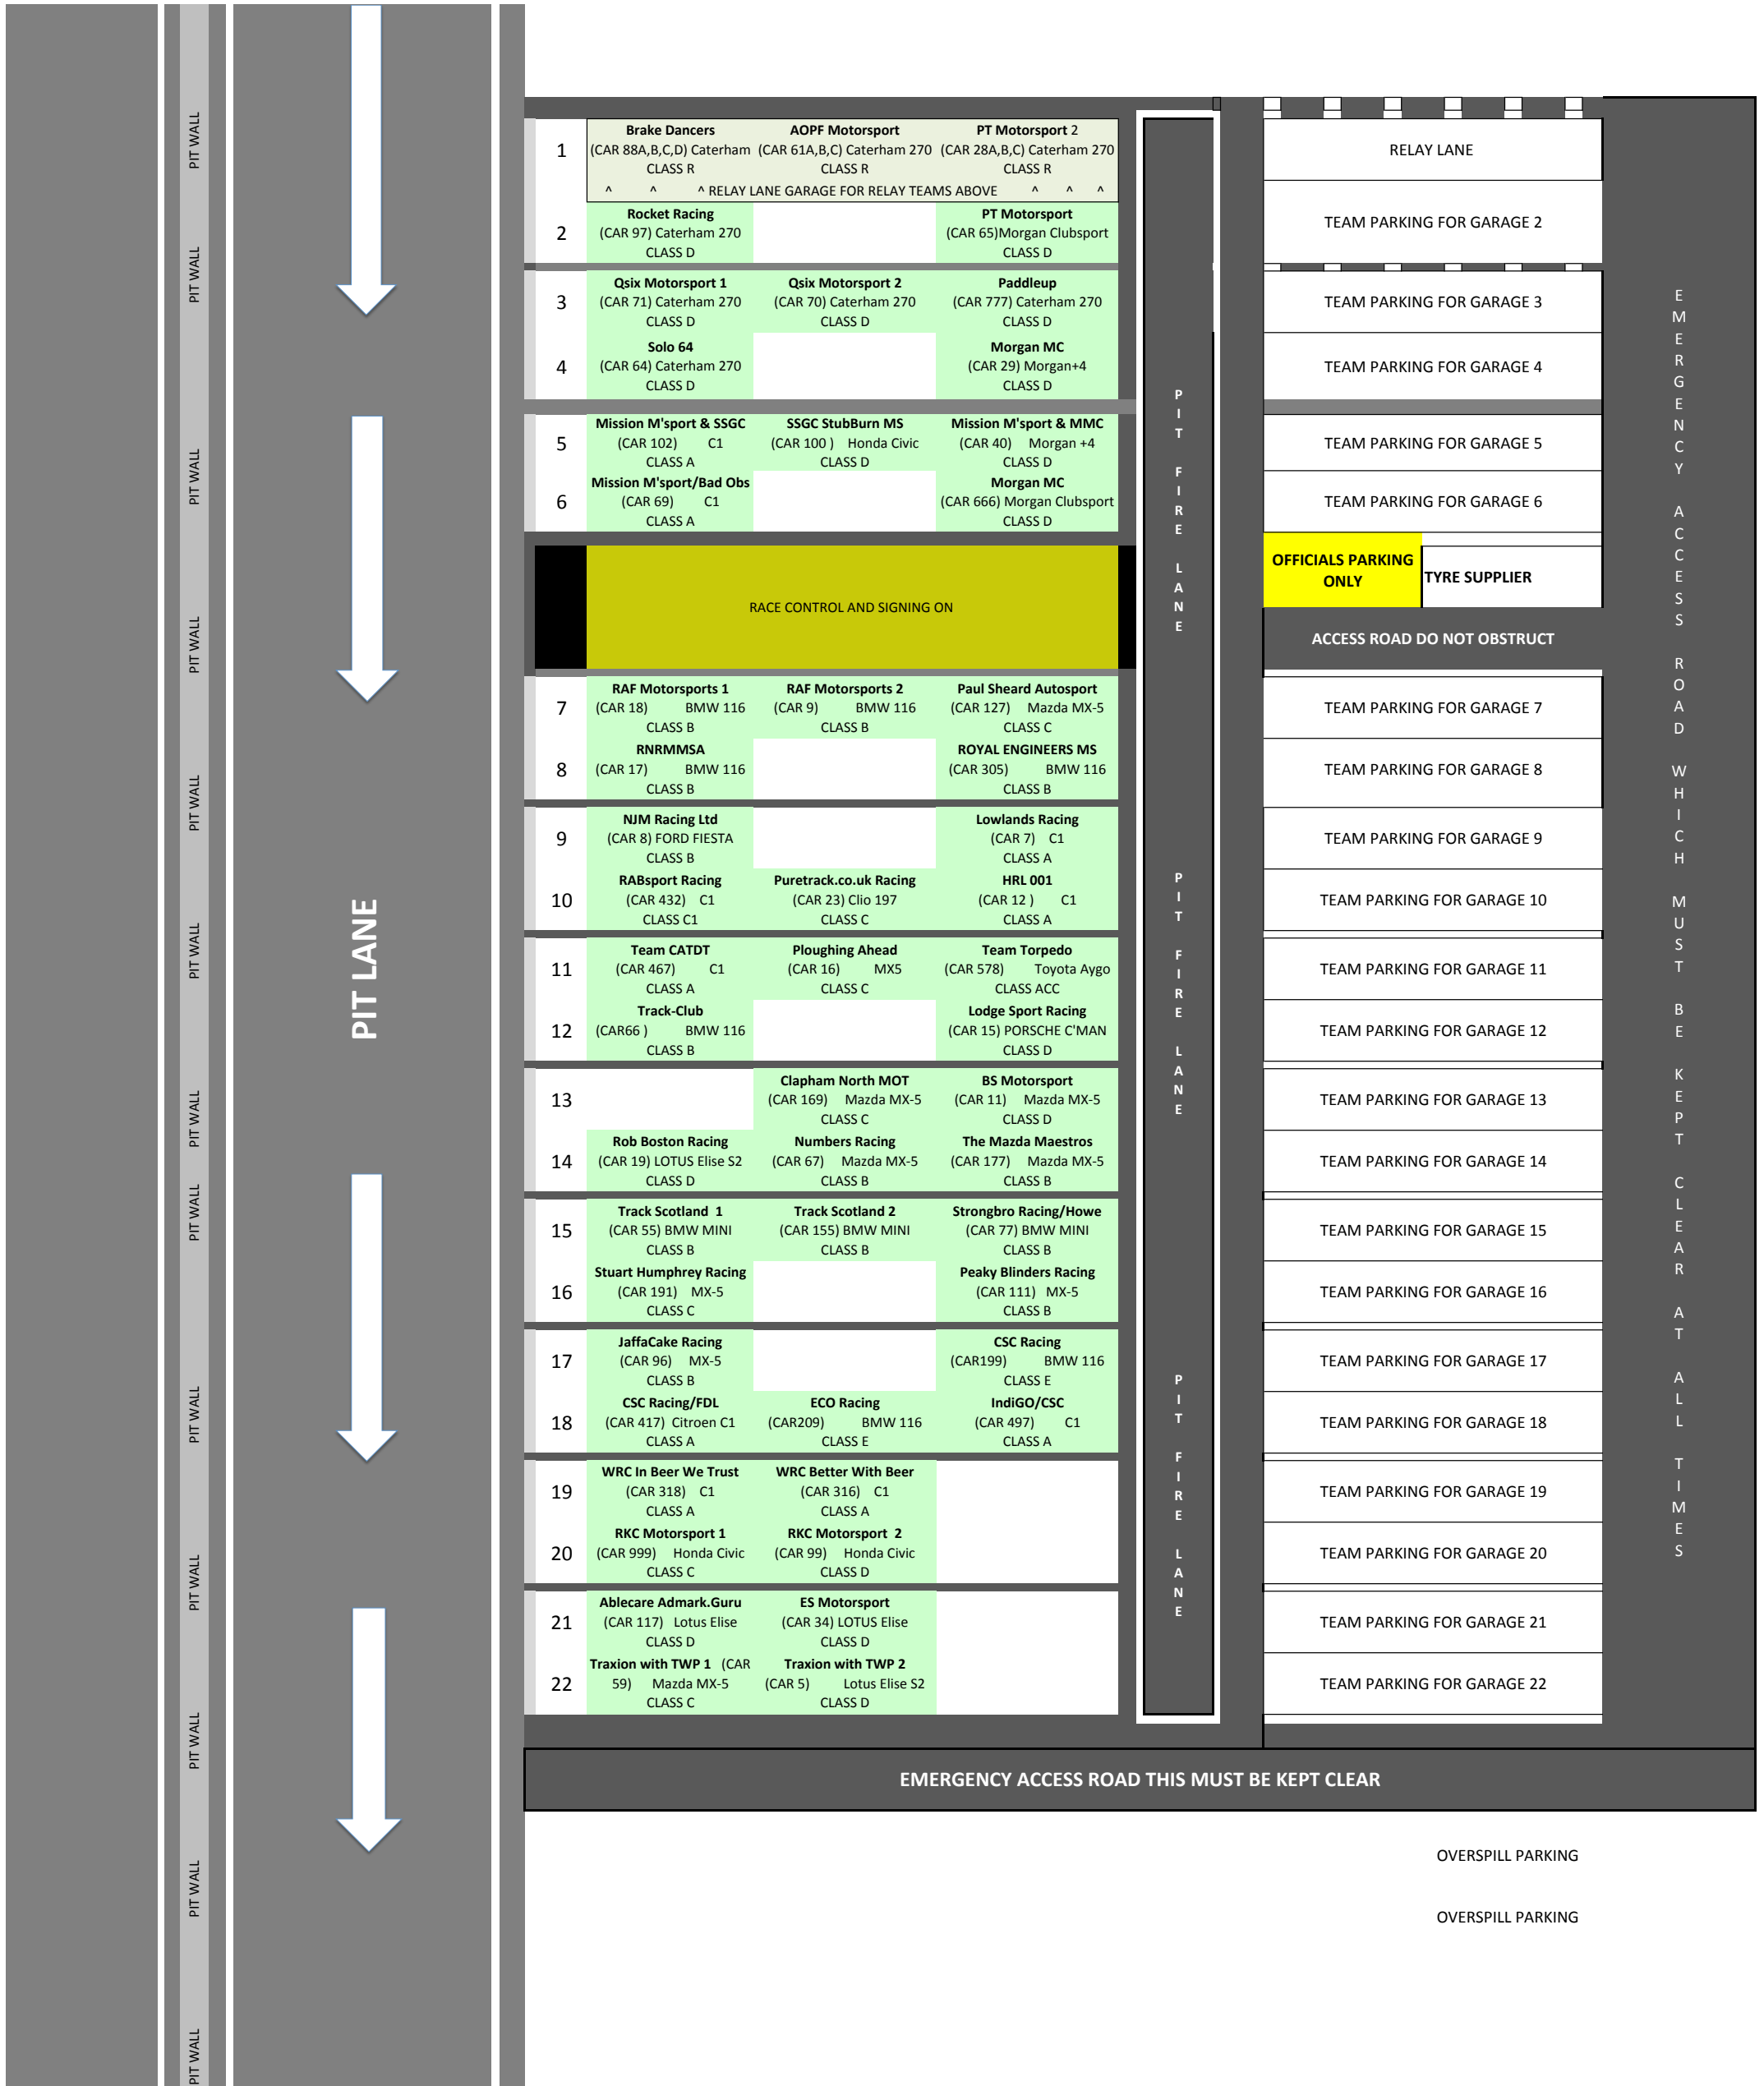 PIT WALL
PIT WALL
PIT WALL
PIT WALL
PIT WALL
PIT WALL
PIT WALL
PIT WALL
PIT WALL
PIT WALL
PIT WALL
PIT WALL
PIT WALL
PIT LANE
1
Brake Dancers AOPF Motorsport PT Motorsport 2
(CAR 88A,B,C,D) Caterham (CAR 61A,B,C) Caterham 270 (CAR 28A,B,C) Caterham 270
CLASS R CLASS R CLASS R
^ ^ ^ RELAY LANE GARAGE FOR RELAY TEAMS ABOVE ^ ^ ^
RELAY LANE
2
Rocket Racing PT Motorsport
(CAR 97) Caterham 270 (CAR 65)Morgan Clubsport
CLASS D CLASS D
TEAM PARKING FOR GARAGE 2
3
Qsix Motorsport 1 Qsix Motorsport 2 Paddleup
(CAR 71) Caterham 270 (CAR 70) Caterham 270 (CAR 777) Caterham 270
CLASS D CLASS D CLASS D
TEAM PARKING FOR GARAGE 3
4
Solo 64 Morgan MC
(CAR 64) Caterham 270 (CAR 29) Morgan+4
CLASS D CLASS D
TEAM PARKING FOR GARAGE 4
5
Mission M'sport & SSGC SSGC StubBurn MS Mission M'sport & MMC
(CAR 102) C1 (CAR 100 ) Honda Civic (CAR 40) Morgan +4
CLASS A CLASS D CLASS D
TEAM PARKING FOR GARAGE 5
6
Mission M'sport/Bad Obs Morgan MC
(CAR 69) C1 (CAR 666) Morgan Clubsport
CLASS A CLASS D
TEAM PARKING FOR GARAGE 6
RACE CONTROL AND SIGNING ON
OFFICIALS PARKING
ONLY
TYRE SUPPLIER
ACCESS ROAD DO NOT OBSTRUCT
7
RAF Motorsports 1 RAF Motorsports 2 Paul Sheard Autosport
(CAR 18) BMW 116 (CAR 9) BMW 116 (CAR 127) Mazda MX-5
CLASS B CLASS B CLASS C
TEAM PARKING FOR GARAGE 7
8
RNRMMSA ROYAL ENGINEERS MS
(CAR 17) BMW 116 (CAR 305) BMW 116
CLASS B CLASS B
TEAM PARKING FOR GARAGE 8
9
NJM Racing Ltd Lowlands Racing
(CAR 8) FORD FIESTA (CAR 7) C1
CLASS B CLASS A
TEAM PARKING FOR GARAGE 9
10
RABsport Racing Puretrack.co.uk Racing HRL 001
(CAR 432) C1 (CAR 23) Clio 197 (CAR 12 ) C1
CLASS C1 CLASS C CLASS A
TEAM PARKING FOR GARAGE 10
11
Team CATDT Ploughing Ahead Team Torpedo
(CAR 467) C1 (CAR 16) MX5 (CAR 578) Toyota Aygo
CLASS A CLASS C CLASS ACC
TEAM PARKING FOR GARAGE 11
12
Track-Club Lodge Sport Racing
(CAR66 ) BMW 116 (CAR 15) PORSCHE C'MAN
CLASS B CLASS D
TEAM PARKING FOR GARAGE 12
13
Clapham North MOT BS Motorsport
(CAR 169) Mazda MX-5 (CAR 11) Mazda MX-5
CLASS C CLASS D
TEAM PARKING FOR GARAGE 13
14
Rob Boston Racing Numbers Racing The Mazda Maestros
(CAR 19) LOTUS Elise S2 (CAR 67) Mazda MX-5 (CAR 177) Mazda MX-5
CLASS D CLASS B CLASS B
TEAM PARKING FOR GARAGE 14
15
Track Scotland 1 Track Scotland 2 Strongbro Racing/Howe
(CAR 55) BMW MINI (CAR 155) BMW MINI (CAR 77) BMW MINI
CLASS B CLASS B CLASS B
TEAM PARKING FOR GARAGE 15
16
Stuart Humphrey Racing Peaky Blinders Racing
(CAR 191) MX-5 (CAR 111) MX-5
CLASS C CLASS B
TEAM PARKING FOR GARAGE 16
17
JaffaCake Racing CSC Racing
(CAR 96) MX-5 (CAR199) BMW 116
CLASS B CLASS E
TEAM PARKING FOR GARAGE 17
18
CSC Racing/FDL ECO Racing IndiGO/CSC
(CAR 417) Citroen C1 (CAR209) BMW 116 (CAR 497) C1
CLASS A CLASS E CLASS A
TEAM PARKING FOR GARAGE 18
19
WRC In Beer We Trust WRC Better With Beer
(CAR 318) C1 (CAR 316) C1
CLASS A CLASS A
TEAM PARKING FOR GARAGE 19
20
RKC Motorsport 1 RKC Motorsport 2
(CAR 999) Honda Civic (CAR 99) Honda Civic
CLASS C CLASS D
TEAM PARKING FOR GARAGE 20
21
Ablecare Admark.Guru ES Motorsport
(CAR 117) Lotus Elise (CAR 34) LOTUS Elise
CLASS D CLASS D
TEAM PARKING FOR GARAGE 21
22
Traxion with TWP 1 (CAR Traxion with TWP 2
59) Mazda MX-5 (CAR 5) Lotus Elise S2
CLASS C CLASS D
TEAM PARKING FOR GARAGE 22
PIT FIRE LANE
PIT FIRE LANE
PIT FIRE LANE
EMERGENCY ACCESS ROAD WHICH MUST BE KEPT CLEAR AT ALL TIMES
EMERGENCY ACCESS ROAD THIS MUST BE KEPT CLEAR
OVERSPILL PARKING
OVERSPILL PARKING